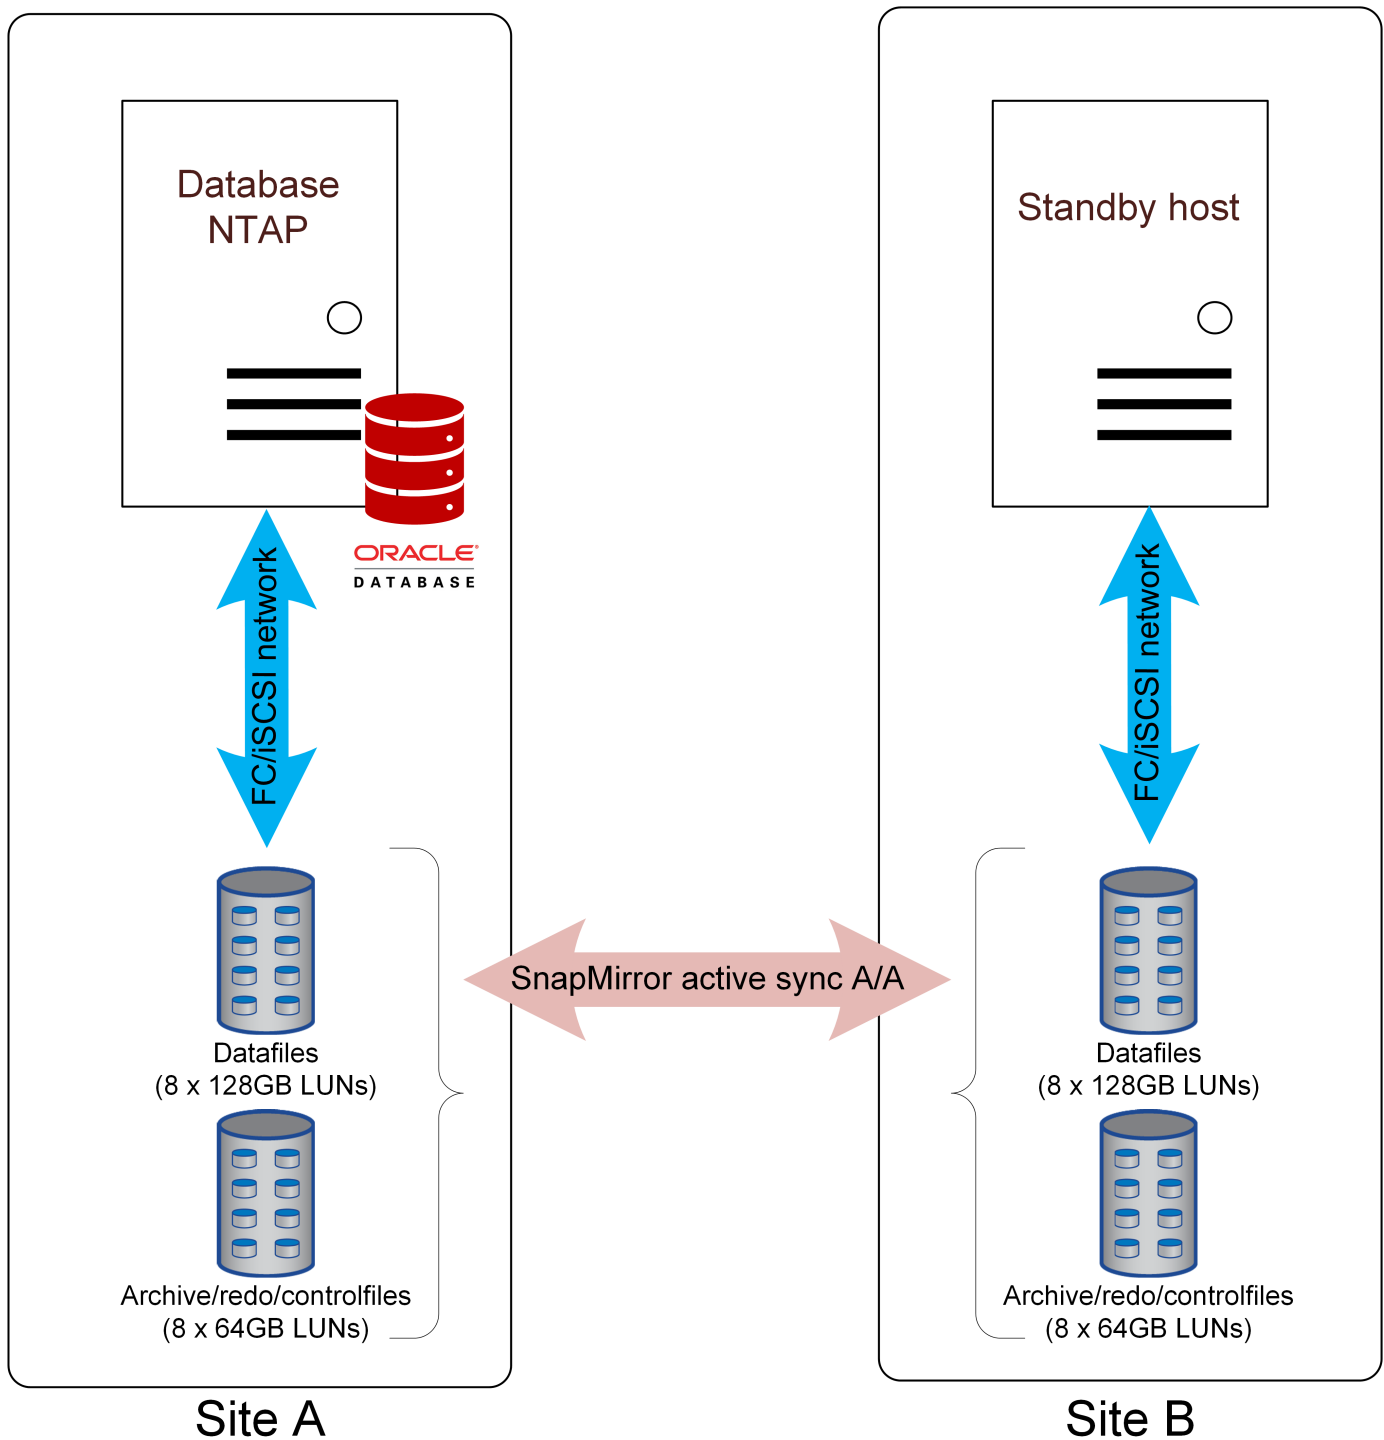 Database
NTAP
ORACLE®
DATABASE
FC/iSCSI network
Datafiles
(8 x 128GB LUNs)
Archive/redo/controlfiles
(8 x 64GB LUNs)
Site A
SnapMirror active sync A/A
Standby host
FC/iSCSI network
Datafiles
(8 x 128GB LUNs)
Archive/redo/controlfiles
(8 x 64GB LUNs)
Site B